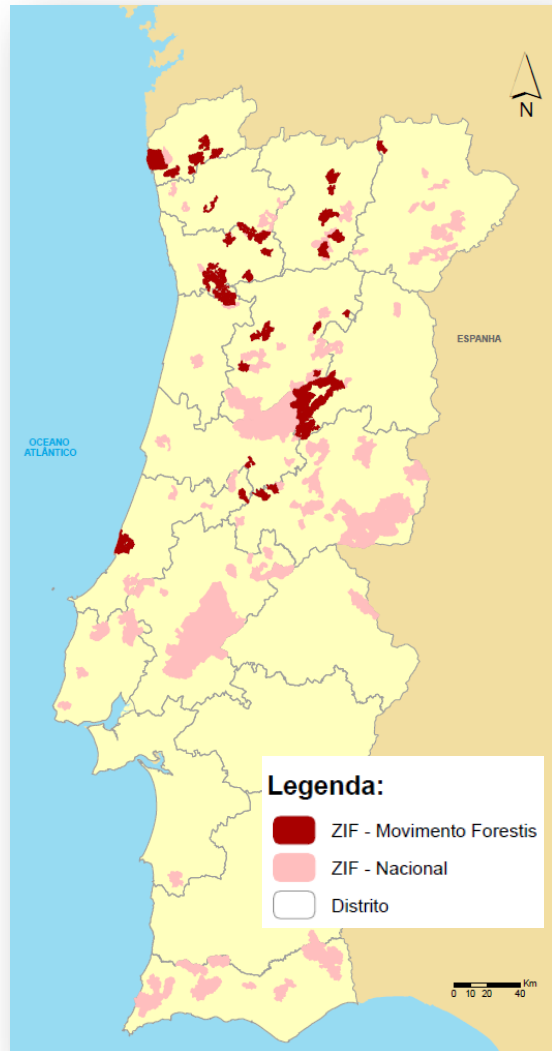 N
ESPANHA
OCEANO
ATLÂNTICO
Legenda:
ZIF - Movimento Forestis
ZIF - Nacional
Distrito
Km
0 10 20 40